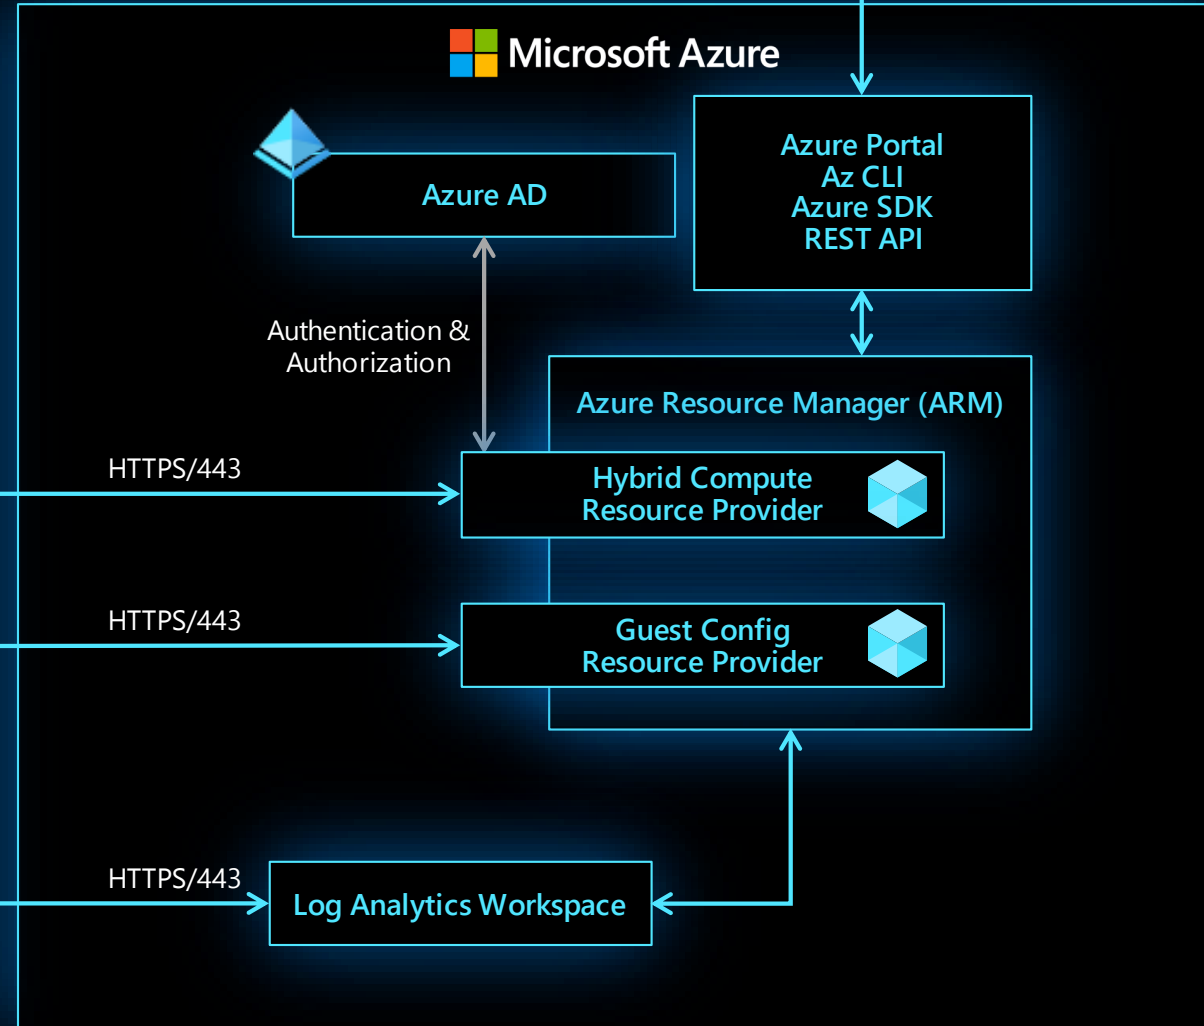 Microsoft Azure
Azure AD
Azure Portal
Az CLI
Azure SDK
REST API
Authentication &
Authorization
Azure Resource Manager (ARM)
HTTPS/443
Hybrid Compute
Resource Provider
HTTPS/443
Guest Config
Resource Provider
HTTPS/443
Log Analytics Workspace